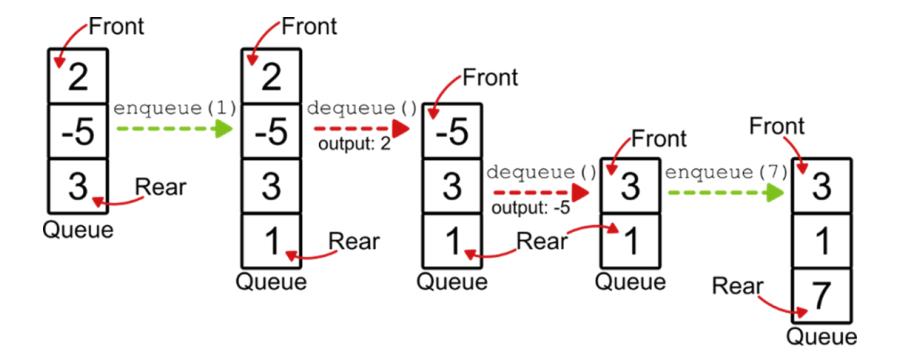 Front
2
-5
3
Rear
Queue
enqueue(1)
Front
2
-5
3
1
Rear
Queue
dequeue()
output: 2
Front
-5
3
1
Rear
Queue
dequeue()
output: -5
Front
3
1
Queue
enqueue(7)
Front
3
1
7
Rear
Queue